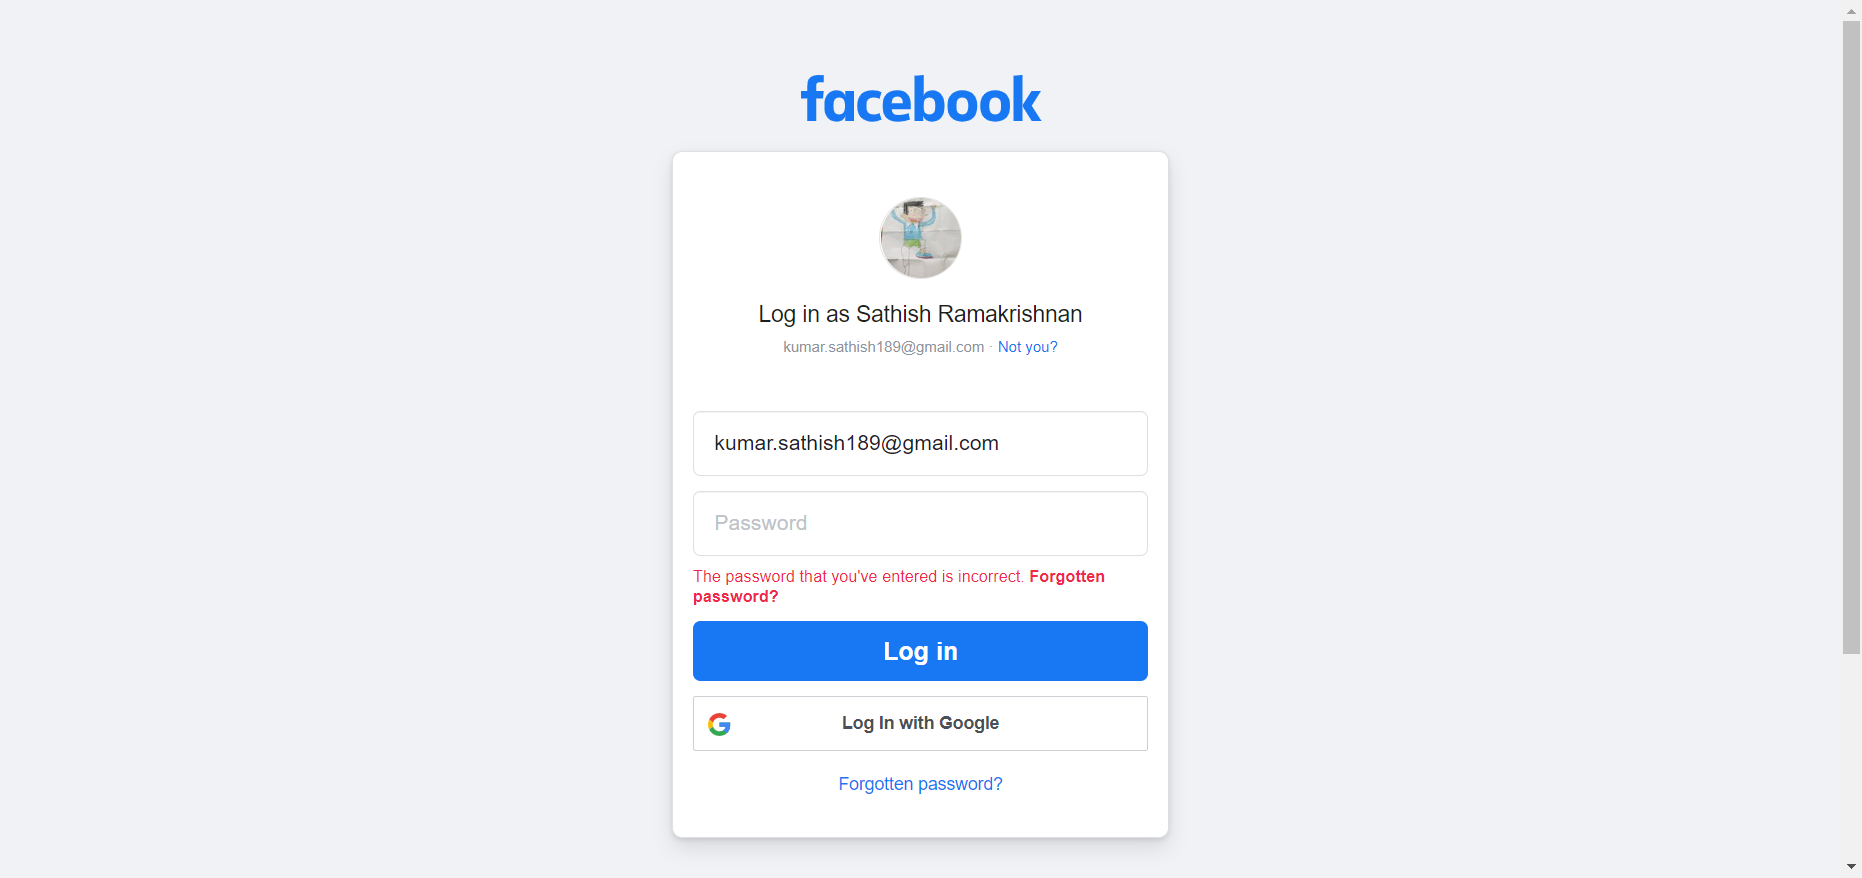 facebook
Log in as Sathish Ramakrishnan
kumar.sathish189@gmail.com · Not you?
kumar.sathish189@gmail.com
Password
The password that you've entered is incorrect. Forgotten
password?
Log in
Log In with Google
Forgotten password?